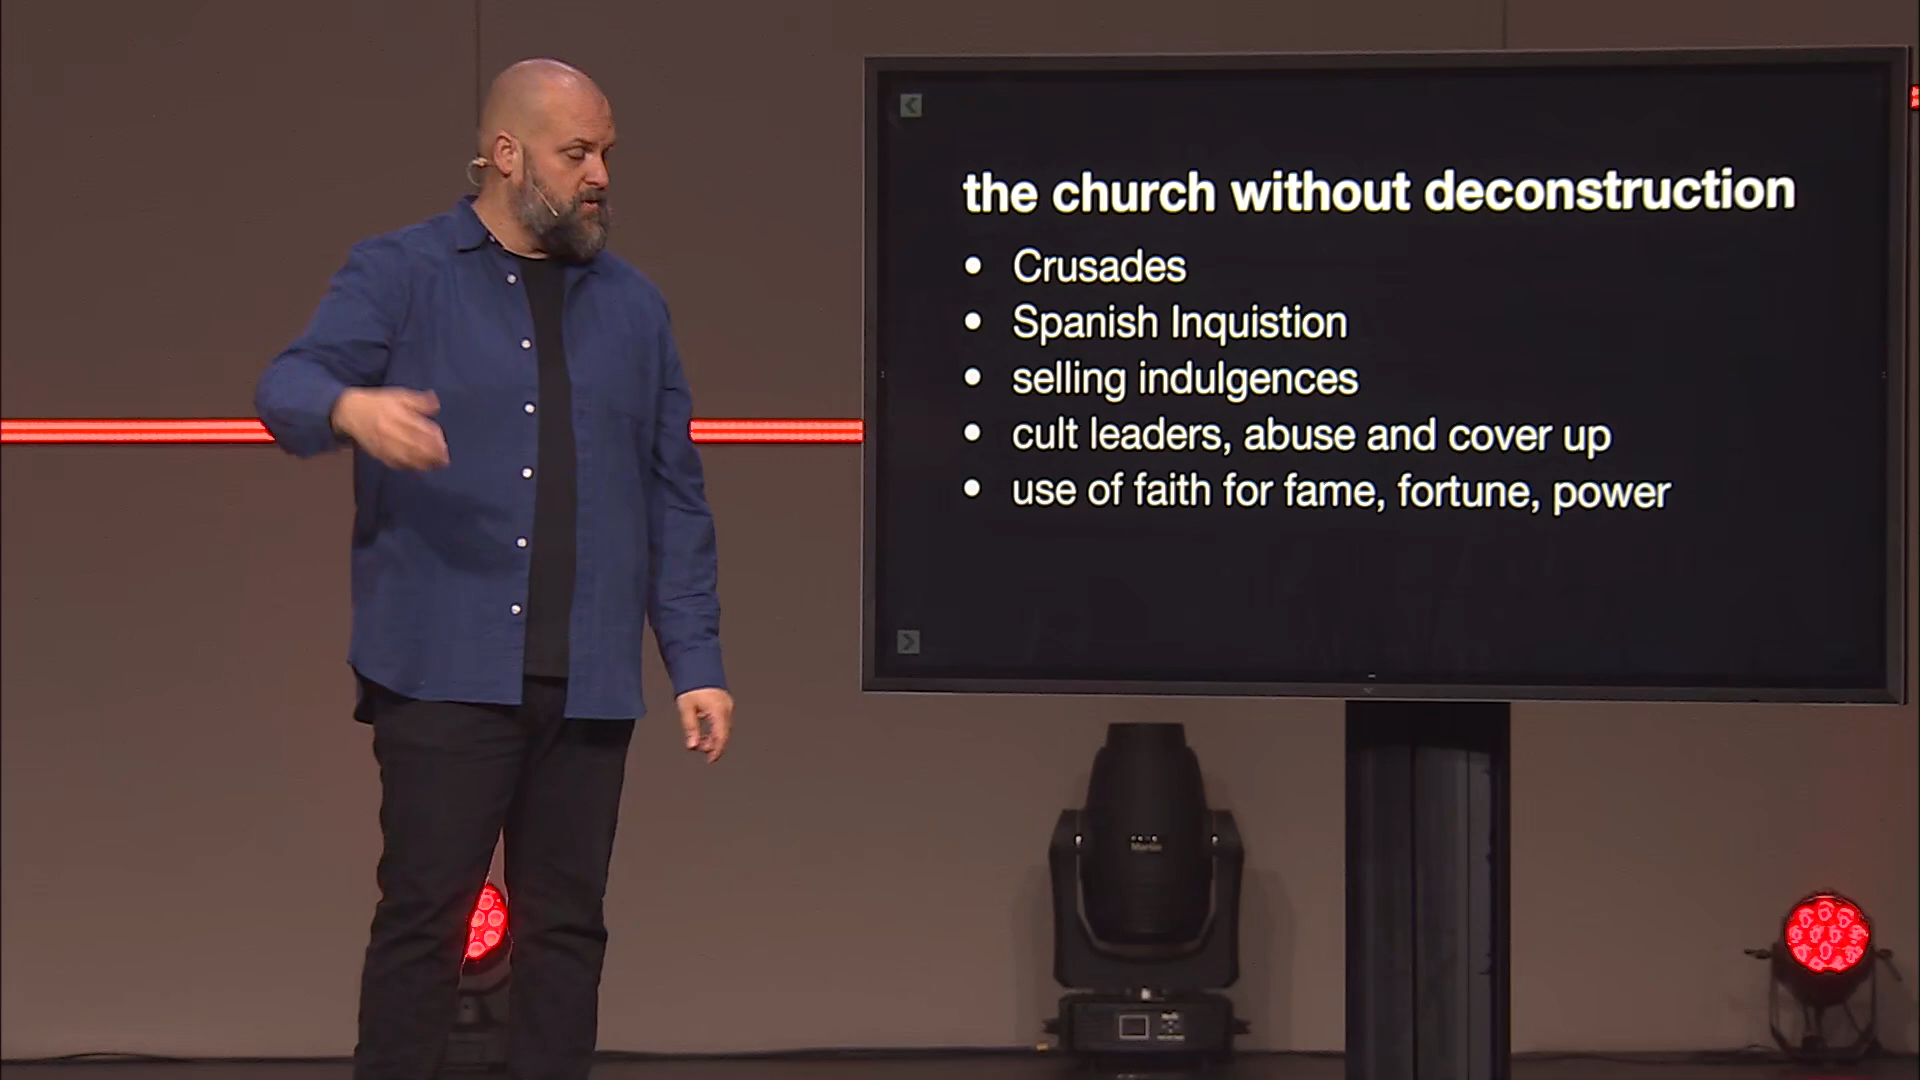 the church without deconstruction
• Crusades
• Spanish Inquistion
• selling indulgences
• cult leaders, abuse and cover up
• use of faith for fame, fortune, power
Martin